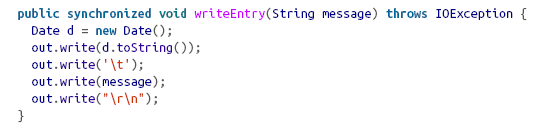 public synchronized void writeEntry(String message) throws IOException {
  Date d = new Date();
  out.write(d.toString());
  out.write('\t');
  out.write(message);
  out.write("\r\n");
}